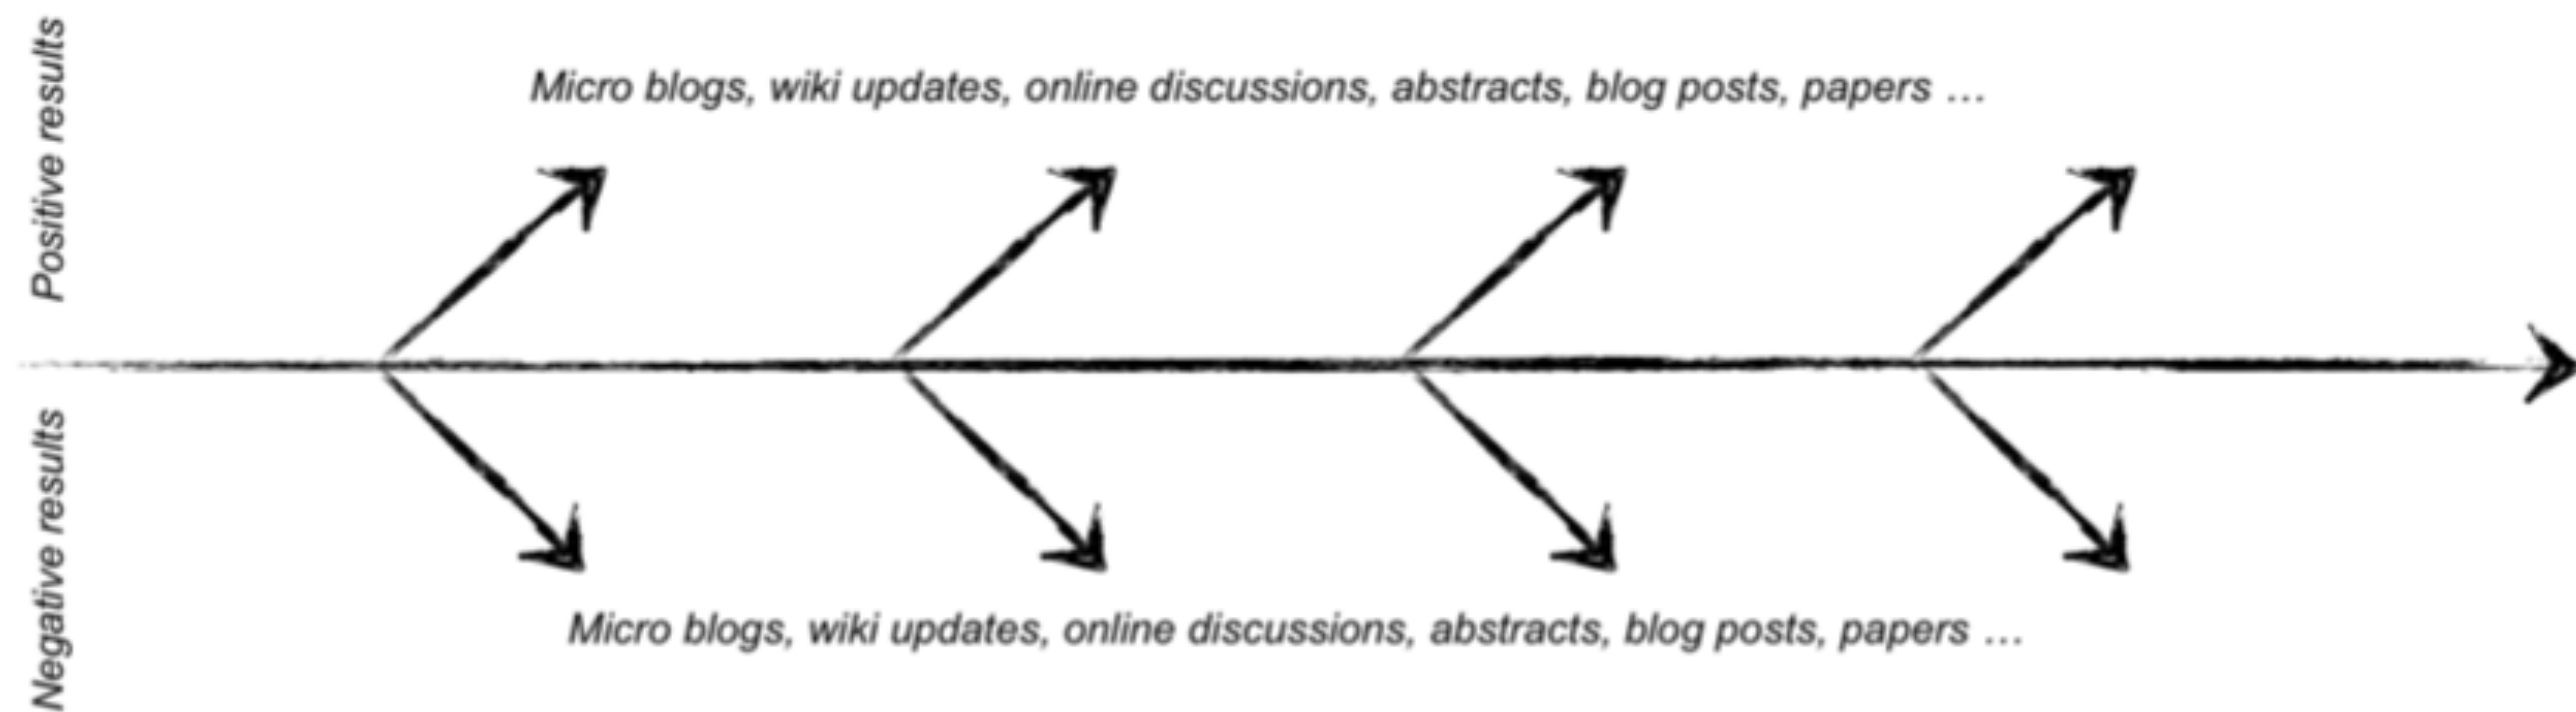 Positive results
Micro blogs, wiki updates, online discussions, abstracts, blog posts, papers …
Negative results
Micro blogs, wiki updates, online discussions, abstracts, blog posts, papers …